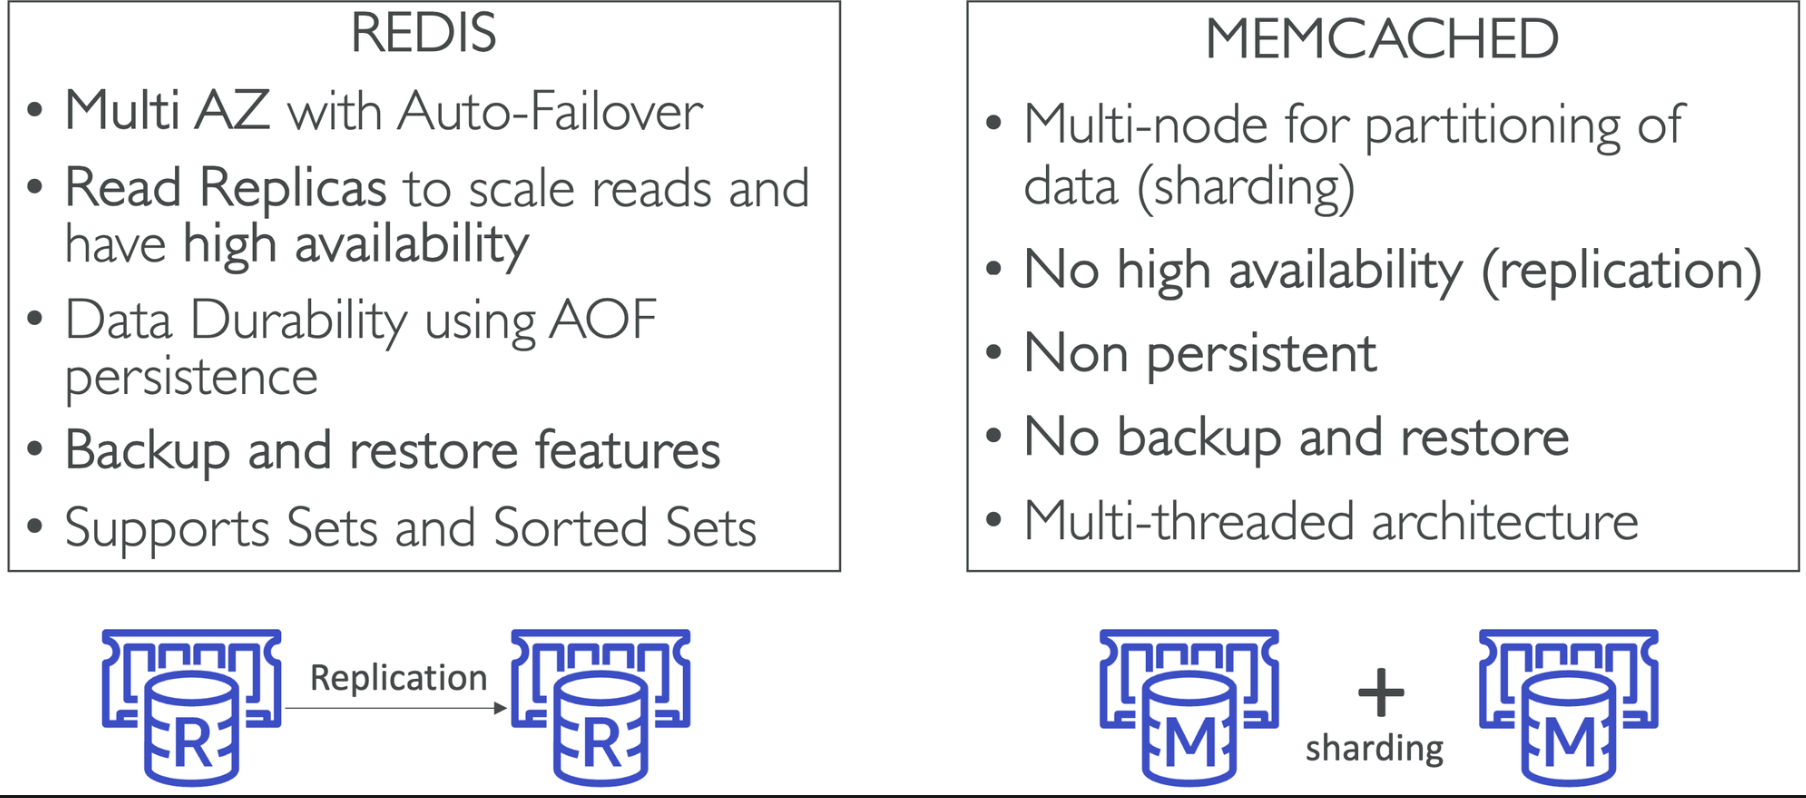 REDIS
• Multi AZ with Auto-Failover
• Read Replicas to scale reads and
have high availability
• Data Durability using AOF
persistence
• Backup and restore features
• Supports Sets and Sorted Sets
MEMCACHED
• Multi-node for partitioning of
data (sharding)
• No high availability (replication)
• Non persistent
• No backup and restore
• Multi-threaded architecture
R
Replication
R
M
+
sharding
M